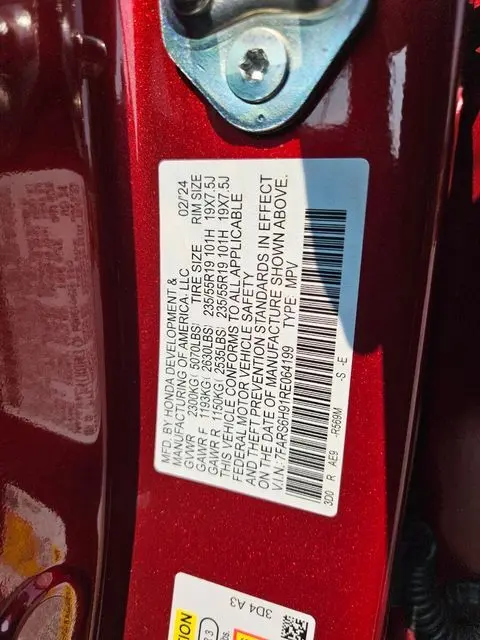 MFD. BY HONDA DEVELOPMENT &
MANUFACTURING OF AMERICA, LLC 02/'24
GVWR 2300KG( 5070LBS) TIRE SIZE RIM SIZE
GAWR F 1193KG( 2630LBS) 235/55R19 101H 19X7.5J
GAWR R 1150KG( 2535LBS) 235/55R19 101H 19X7.5J
THIS VEHICLE CONFORMS TO ALL APPLICABLE
FEDERAL MOTOR VEHICLE SAFETY
AND THEFT PREVENTION STANDARDS IN EFFECT
ON THE DATE OF MANUFACTURE SHOWN ABOVE.
V.I.N.: 7FARS6H91RE064199 TYPE: MPV
3D0 R AE9 -R569M -S -E
3D4 A3